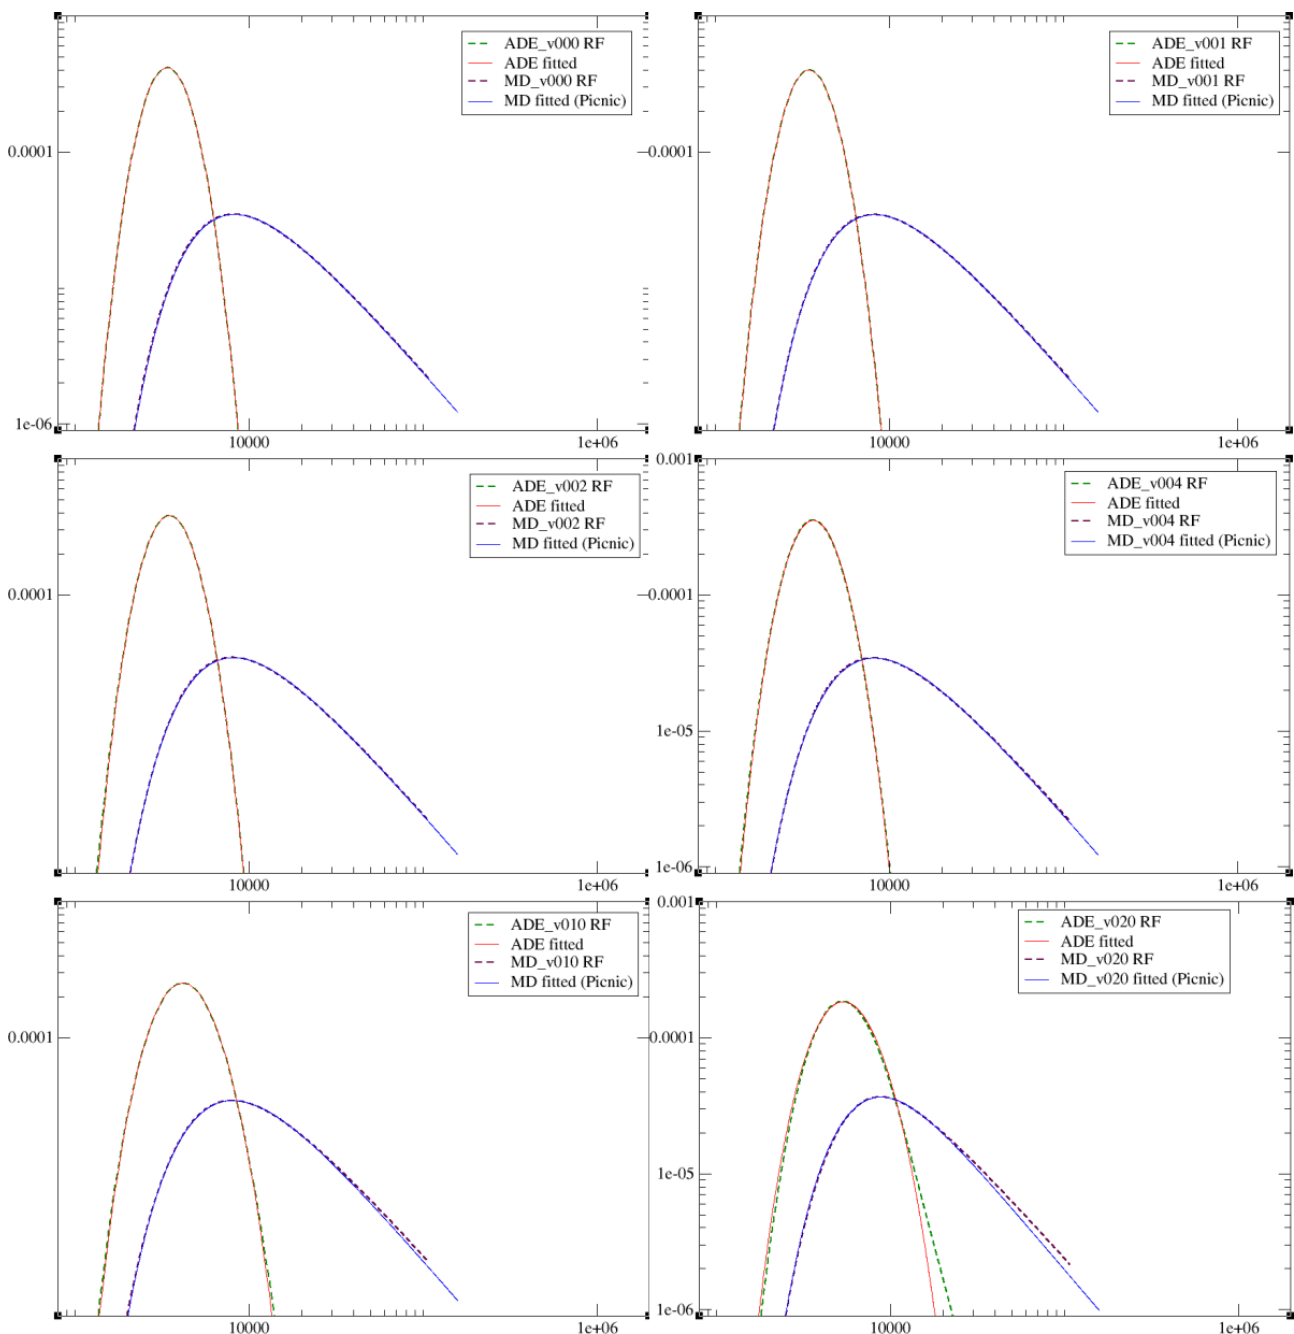 ADE_v000 RF
ADE fitted
MD_v000 RF
MD fitted (Picnic)
0.0001
1e-06
10000
1e+06
ADE_v001 RF
ADE fitted
MD_v001 RF
MD fitted (Picnic)
0.0001
10000
1e+06
ADE_v002 RF
ADE fitted
MD_v002 RF
MD fitted (Picnic)
0.0001
10000
1e+06
0.001
ADE_v004 RF
ADE fitted
MD_v004 RF
MD_v004 fitted (Picnic)
0.0001
1e-05
1e-06
10000
1e+06
ADE_v010 RF
ADE fitted
MD_v010 RF
MD fitted (Picnic)
0.0001
10000
1e+06
0.001
ADE_v020 RF
ADE fitted
MD_v020 RF
MD_v020 fitted (Picnic)
0.0001
1e-05
1e-06
10000
1e+06